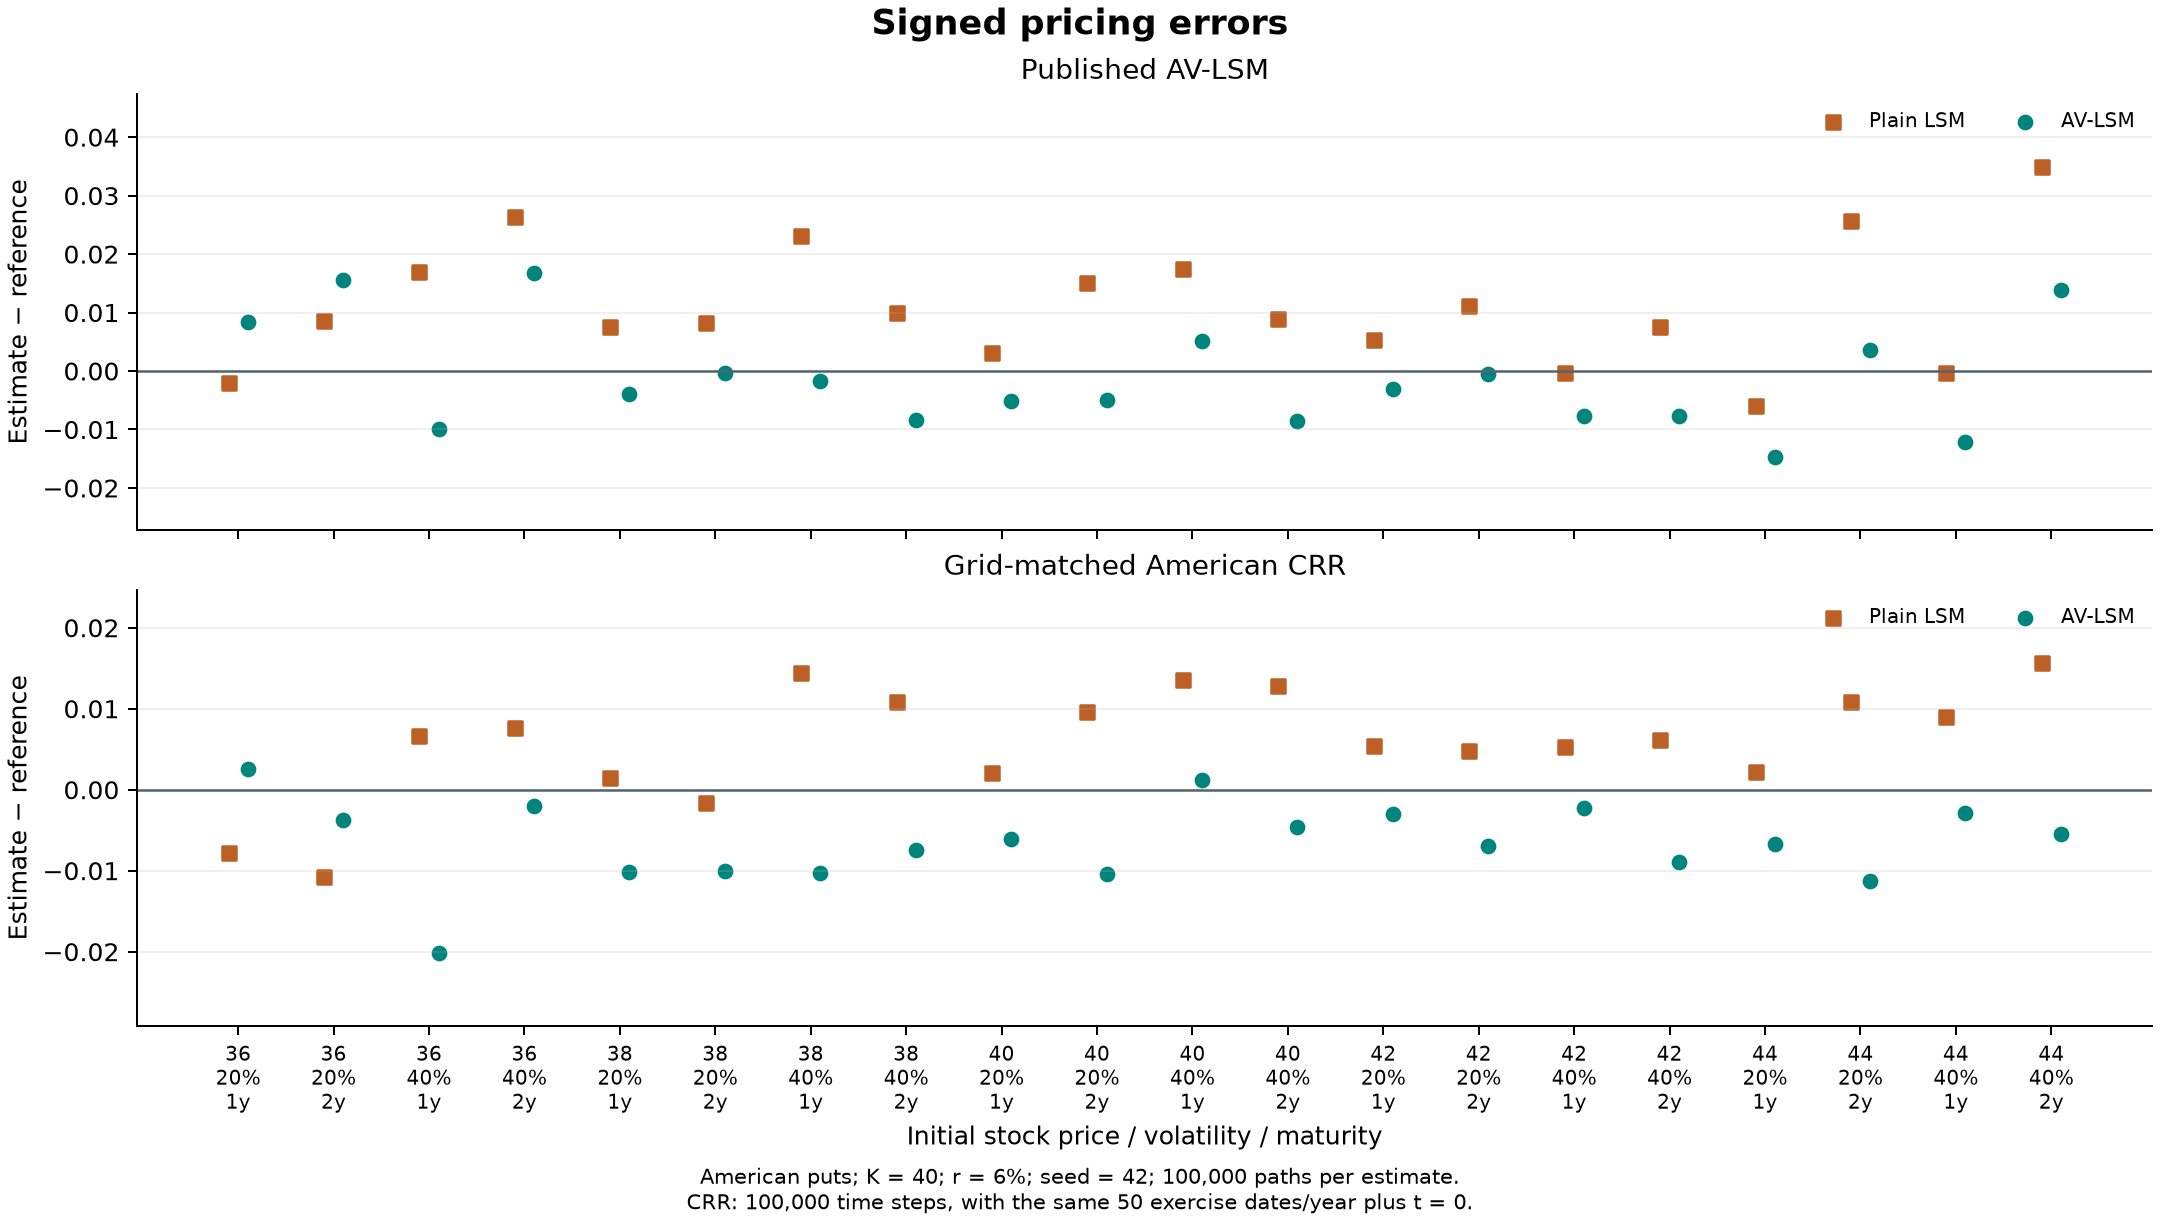 Signed pricing errors
Published AV-LSM
Plain LSM AV-LSM
0.04
0.03
0.02
0.01
0.00
−0.01
−0.02
Estimate − reference
Grid-matched American CRR
Plain LSM AV-LSM
0.02
0.01
0.00
−0.01
−0.02
Estimate − reference
36 36 36 36 38 38 38 38 40 40 40 40 42 42 42 42 44 44 44 44
20% 20% 40% 40% 20% 20% 40% 40% 20% 20% 40% 40% 20% 20% 40% 40% 20% 20% 40% 40%
1y 2y 1y 2y 1y 2y 1y 2y 1y 2y 1y 2y 1y 2y 1y 2y 1y 2y 1y 2y
Initial stock price / volatility / maturity
American puts; K = 40; r = 6%; seed = 42; 100,000 paths per estimate.
CRR: 100,000 time steps, with the same 50 exercise dates/year plus t = 0.